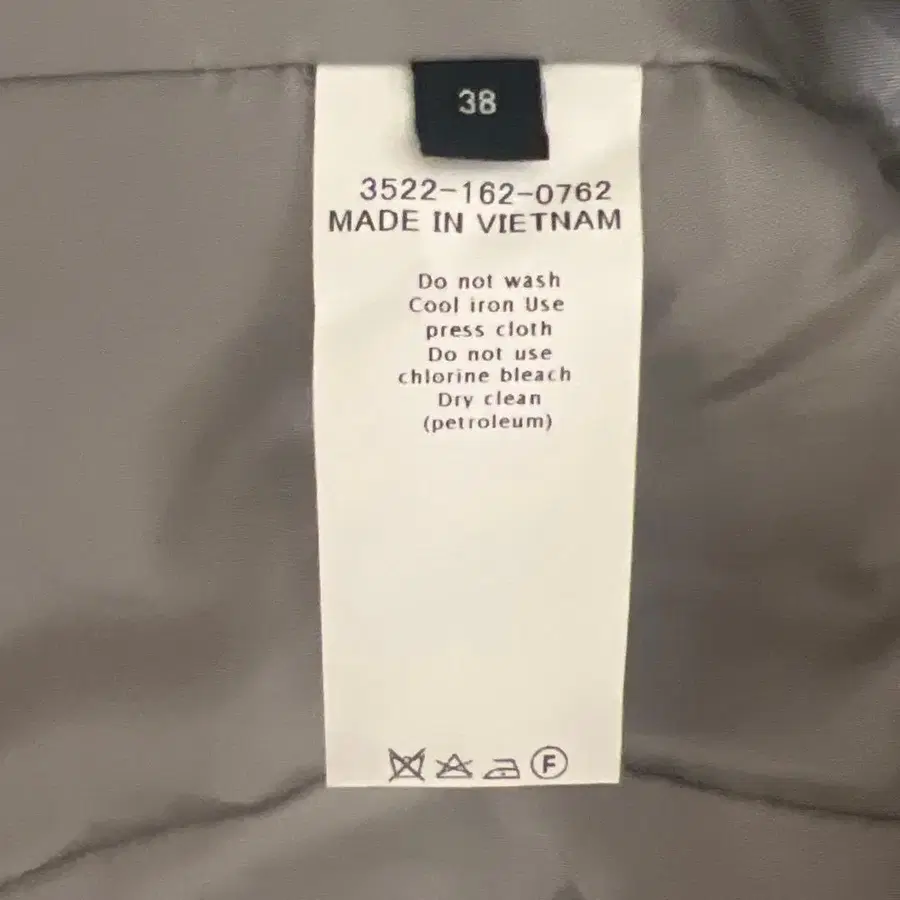 38
3522-162-0762
MADE IN VIETNAM
Do not wash
Cool iron Use
press cloth
Do not use
chlorine bleach
Dry clean
(petroleum)
F